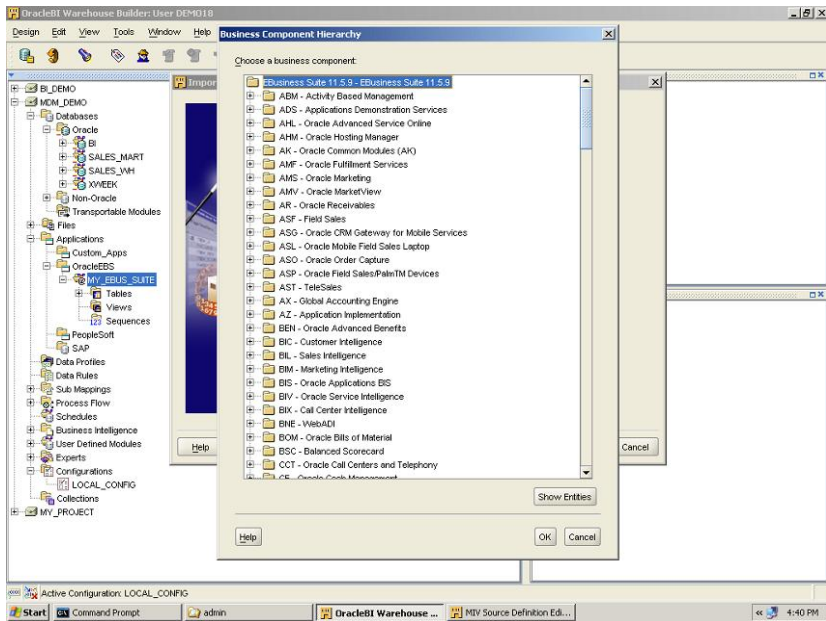 OracleBI Warehouse Builder: User DEMO18
Design Edit View Tools Window Help
BI_DEMO
MDM_DEMO
Databases
Oracle
BI
SALES_MART
SALES_WH
XWEEK
Non-Oracle
Transportable Modules
Files
Applications
Custom_Apps
OracleEBS
MY_EBUS_SUITE
Tables
Views
123 Sequences
PeopleSoft
SAP
Data Profiles
Data Rules
Sub Mappings
Process Flow
Schedules
Business Intelligence
User Defined Modules
Experts
Configurations
LOCAL_CONFIG
Collections
MY_PROJECT
Impor
Help
Cancel
Business Component Hierarchy
Choose a business component:
EBusiness Suite 11.5.9 - EBusiness Suite 11.5.9
ABM - Activity Based Management
ADS - Applications Demonstration Services
AHL - Oracle Advanced Service Online
AHM - Oracle Hosting Manager
AK - Oracle Common Modules (AK)
AMF - Oracle Fulfillment Services
AMS - Oracle Marketing
AMV - Oracle MarketView
AR - Oracle Receivables
ASF - Field Sales
ASG - Oracle CRM Gateway for Mobile Services
ASL - Oracle Mobile Field Sales Laptop
ASO - Oracle Order Capture
ASP - Oracle Field Sales/PalmTM Devices
AST - TeleSales
AX - Global Accounting Engine
AZ - Application Implementation
BEN - Oracle Advanced Benefits
BIC - Customer Intelligence
BIL - Sales Intelligence
BIM - Marketing Intelligence
BIS - Oracle Applications BIS
BIV - Oracle Service Intelligence
BIX - Call Center Intelligence
BNE - WebADI
BOM - Oracle Bills of Material
BSC - Balanced Scorecard
CCT - Oracle Call Centers and Telephony
CE - Oracle Cash Management
Show Entities
Help
OK
Cancel
Active Configuration: LOCAL_CONFIG
Start
Command Prompt
admin
OracleBI Warehouse ...
MIV Source Definition Edi...
4:40 PM